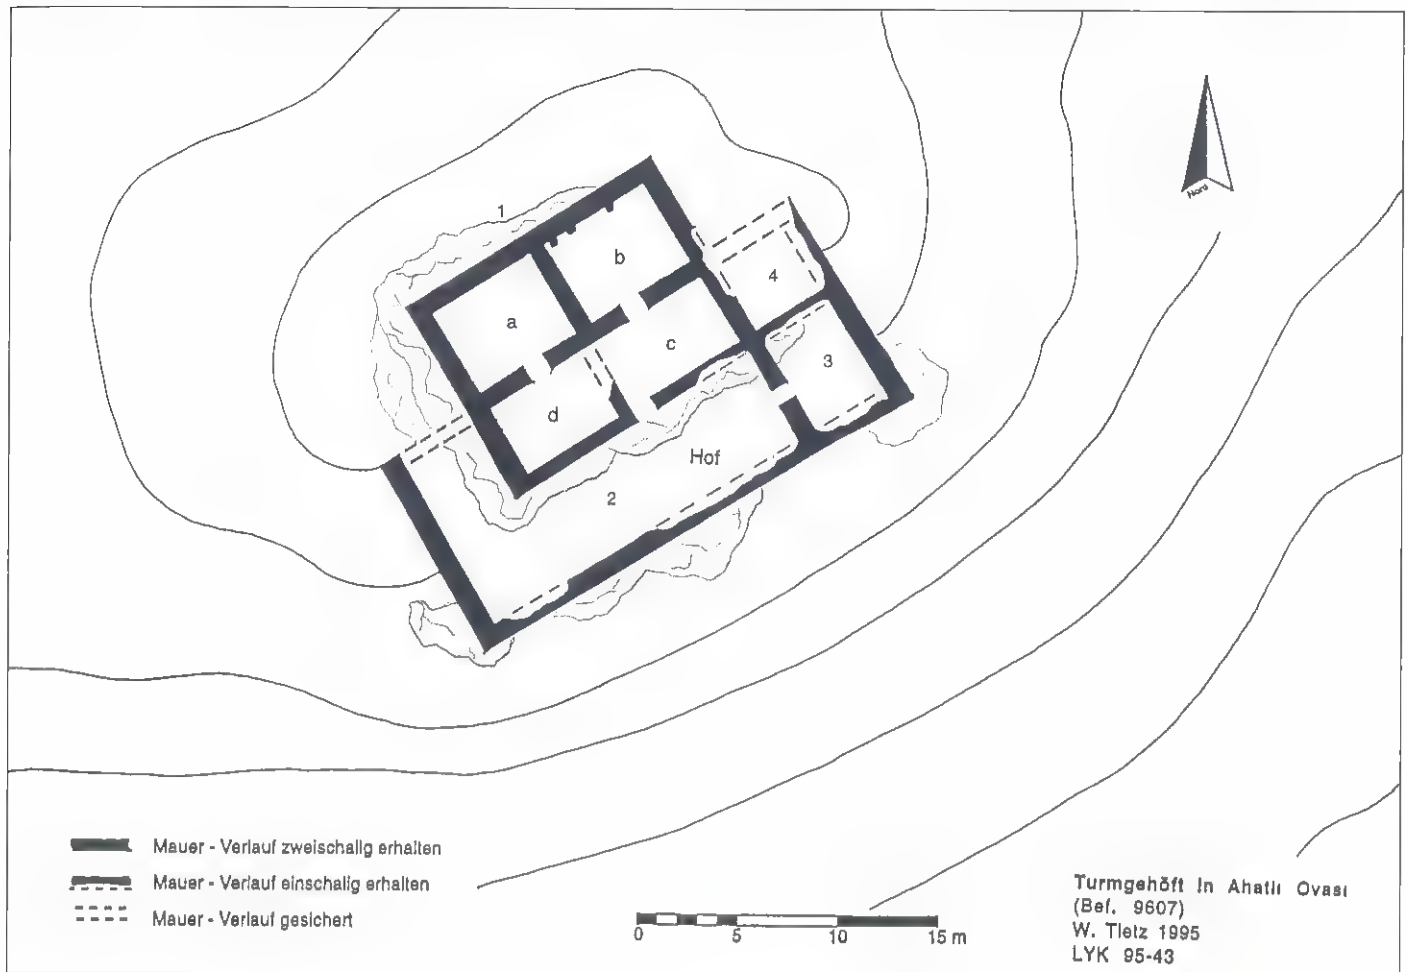 Nord
1
b
4
a
c
3
d
Hof
2
Mauer - Verlauf zweischalig erhalten
Mauer - Verlauf einschalig erhalten
Mauer - Verlauf gesichert
0 5 10 15 m
Turmgehöft in Ahatlı Ovası
(Bef. 9607)
W. Tietz 1995
LYK 95-43